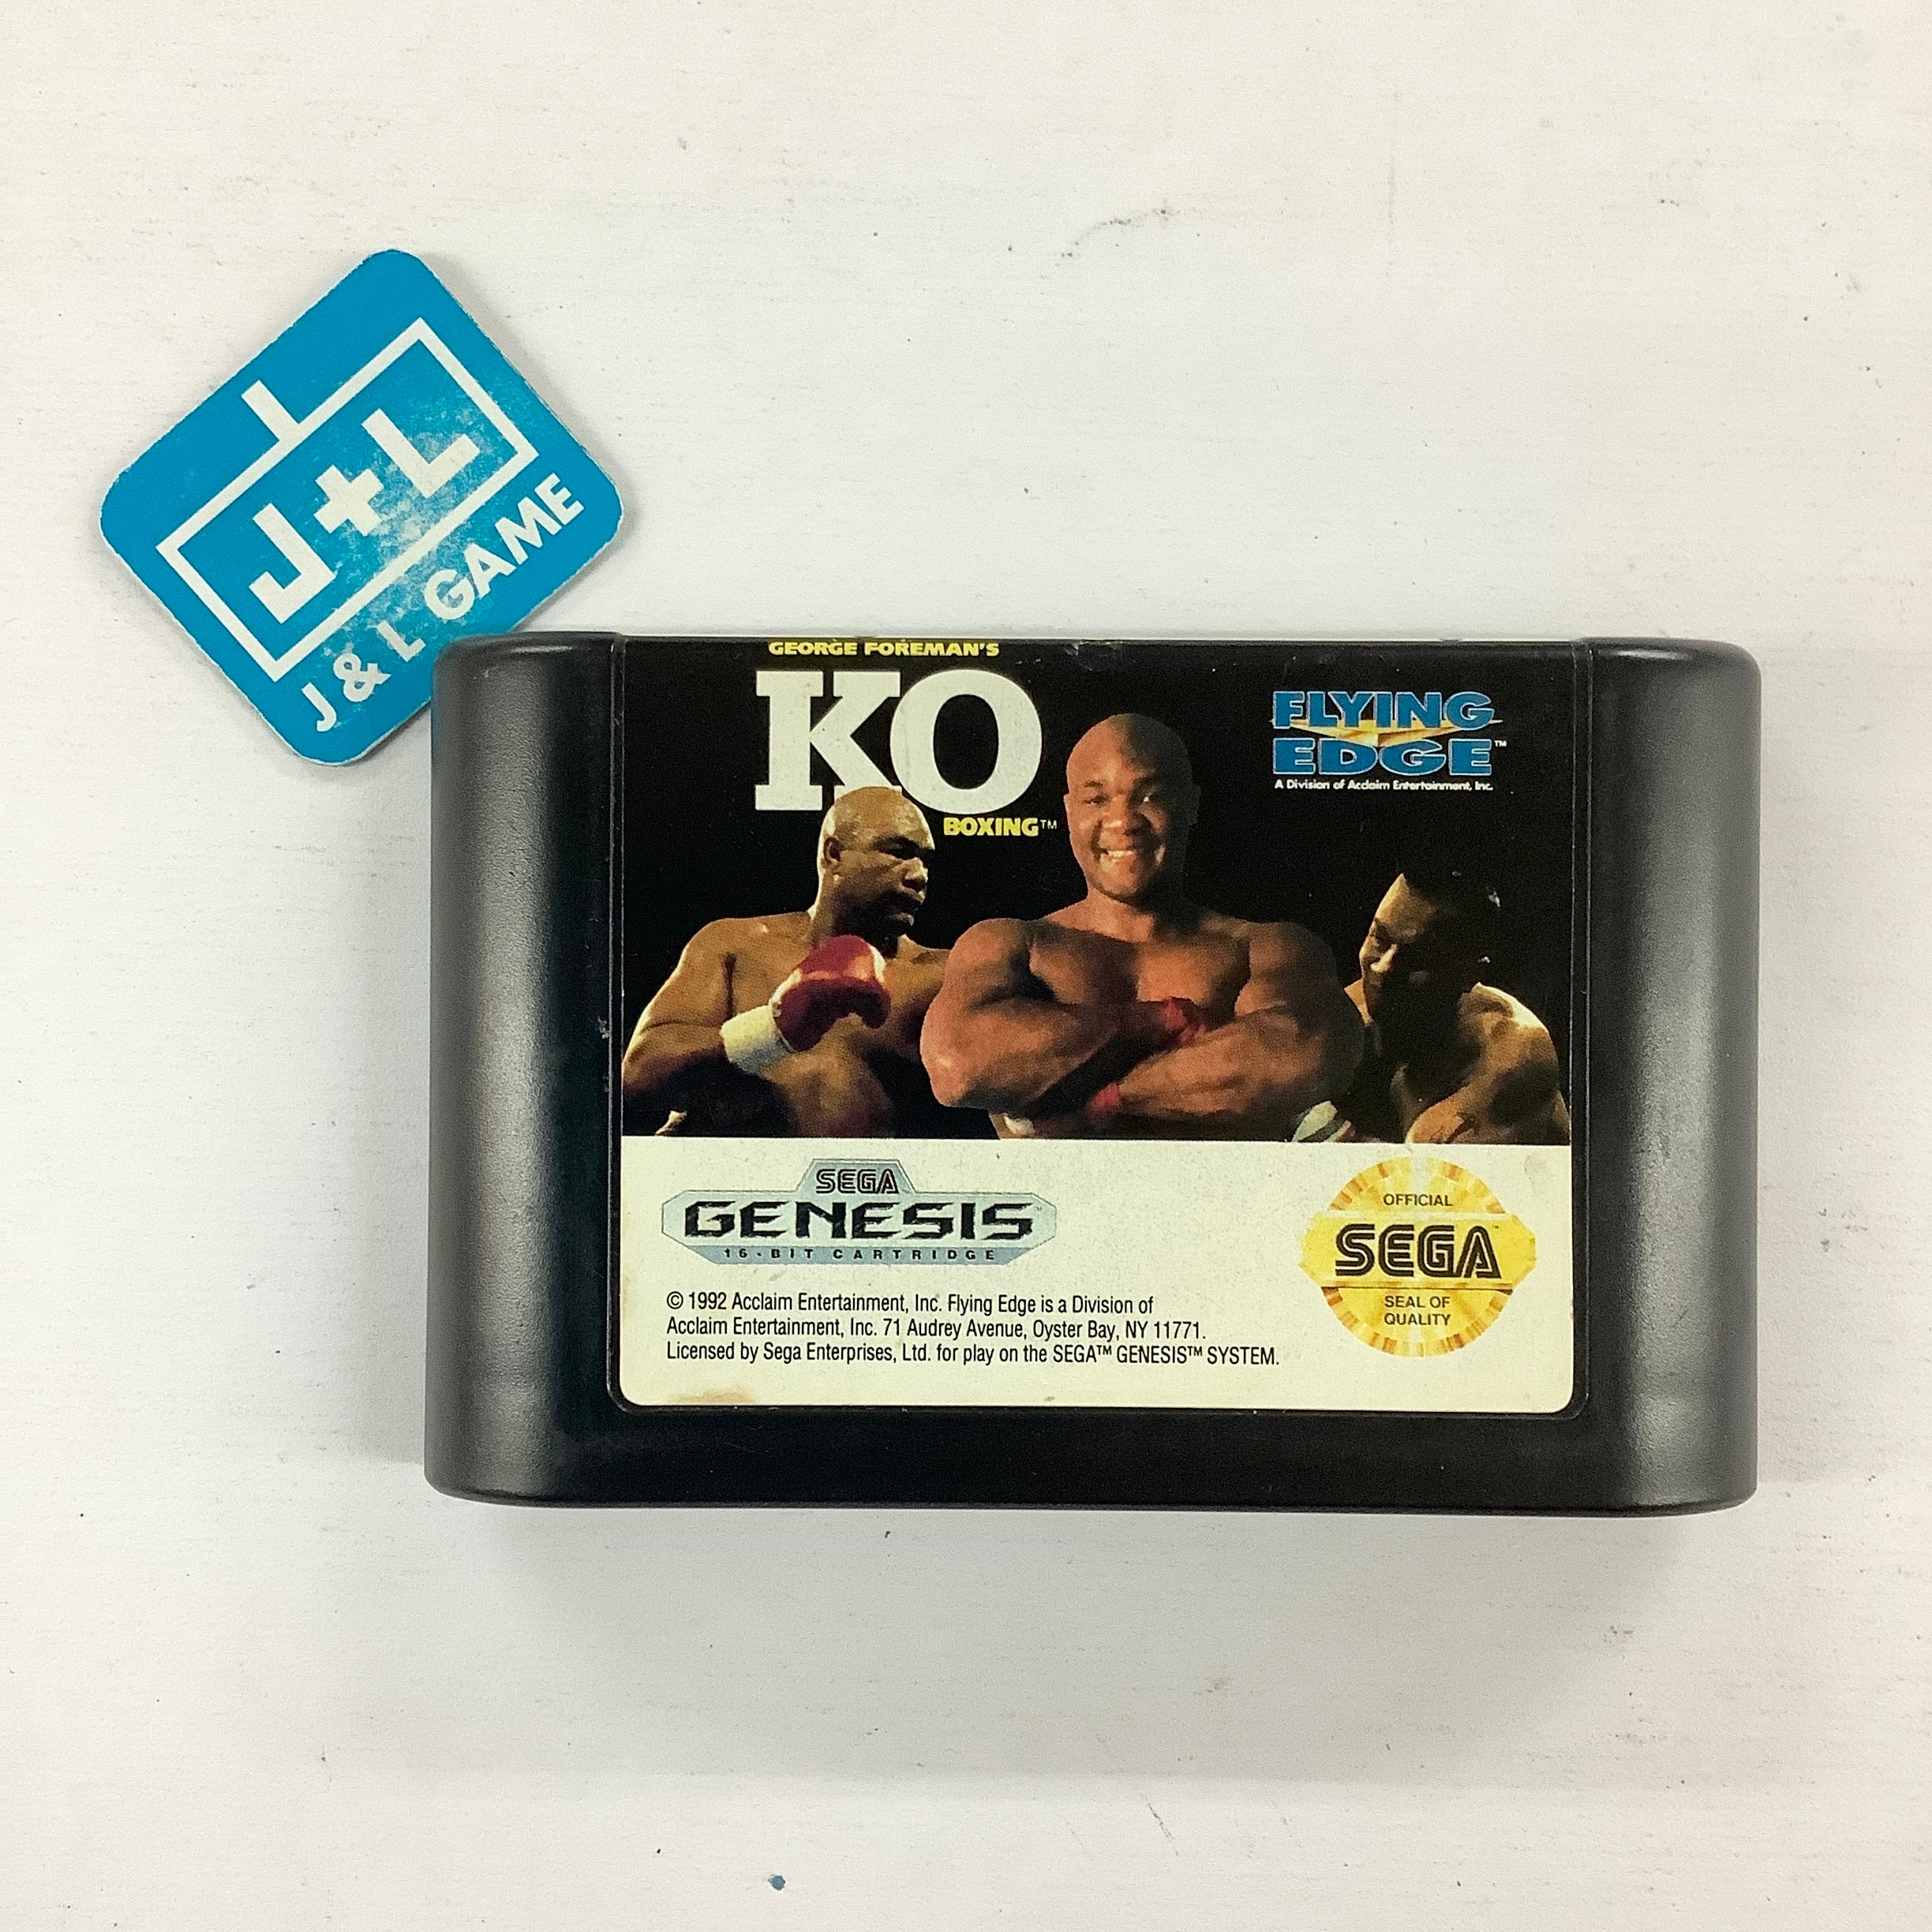 J+L
J & L GAME
GEORGE FOREMAN'S
KO
BOXING™
FLYING
EDGE™
A Division of Acclaim Entertainment, Inc.
SEGA
GENESIS™
16-BIT CARTRIDGE
OFFICIAL
SEGA™
SEAL OF
QUALITY
© 1992 Acclaim Entertainment, Inc. Flying Edge is a Division of
Acclaim Entertainment, Inc. 71 Audrey Avenue, Oyster Bay, NY 11771.
Licensed by Sega Enterprises, Ltd. for play on the SEGA™ GENESIS™ SYSTEM.